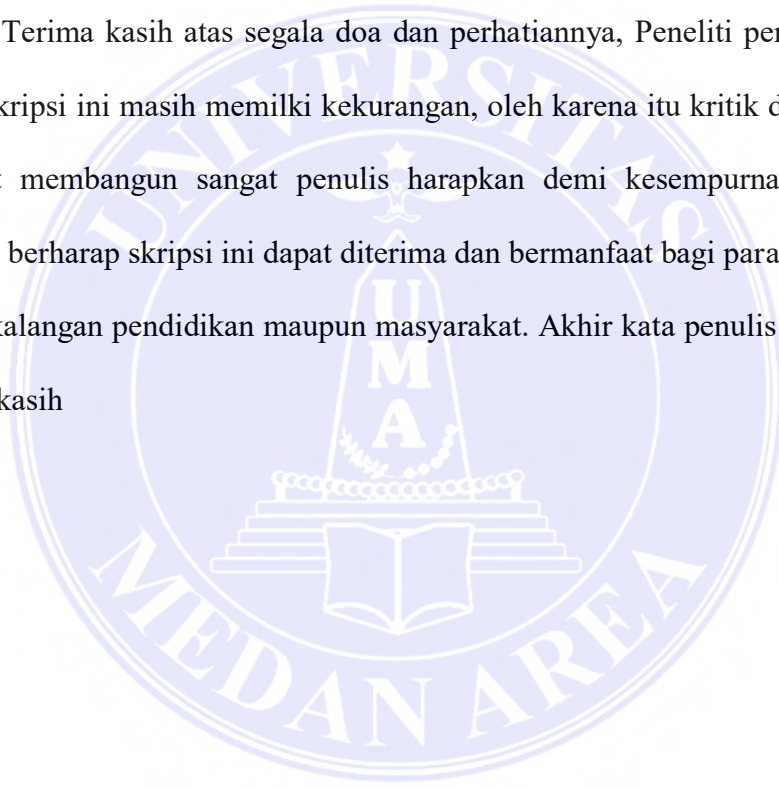 Terima kasih atas segala doa dan perhatiannya, Peneliti
kripsi ini masih memilki kekurangan, oleh karena itu kritik
membangun sangat penulis harapkan demi
berharap skripsi ini dapat diterima dan bermanfaat bagi para
kalangan pendidikan maupun masyarakat. Akhir kata penulis
kasih
UNIVERSITAS
U
M
A
MEDAN AREA